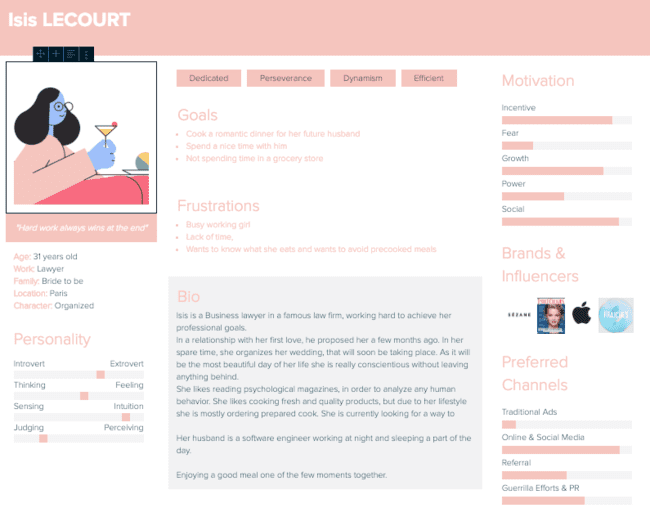 Isis LECOURT
"Hard work always wins at the end"
Age: 31 years old
Work: Lawyer
Family: Bride to be
Location: Paris
Character: Organized
Personality
Introvert Extrovert
Thinking Feeling
Sensing Intuition
Judging Perceiving
Dedicated Perseverance Dynamism Efficient
Goals
Cook a romantic dinner for her future husband
Spend a nice time with him
Not spending time in a grocery store
Frustrations
Busy working girl
Lack of time,
Wants to know what she eats and wants to avoid precooked meals
Bio
Isis is a Business lawyer in a famous law firm, working hard to achieve her
professional goals.
In a relationship with her first love, he proposed her a few months ago. In her
spare time, she organizes her wedding, that will soon be taking place. As it will
be the most beautiful day of her life she is really conscientious without leaving
anything behind.
She likes reading psychological magazines, in order to analyze any human
behavior. She likes cooking fresh and quality products, but due to her lifestyle
she is mostly ordering prepared cook. She is currently looking for a way to
Her husband is a software engineer working at night and sleeping a part of the
day.
Enjoying a good meal one of the few moments together.
Motivation
Incentive
Fear
Growth
Power
Social
Brands &
Influencers
SÉZANE
Preferred
Channels
Traditional Ads
Online & Social Media
Referral
Guerrilla Efforts & PR